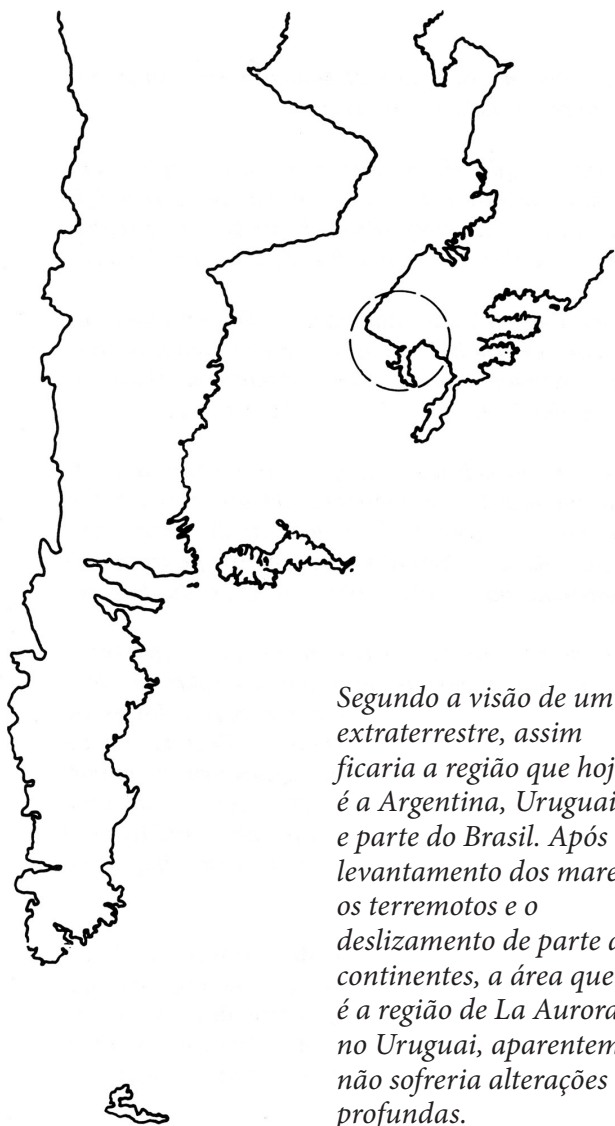 Segundo a visão de um
extraterrestre, assim
ficaria a região que
é a Argentina, Uruguai
e parte do Brasil. Após
levantamento dos
os terremotos e o
deslizamento de parte
continentes, a área que
é a região de La Aurora
no Uruguai,
não sofreria alterações
profundas.